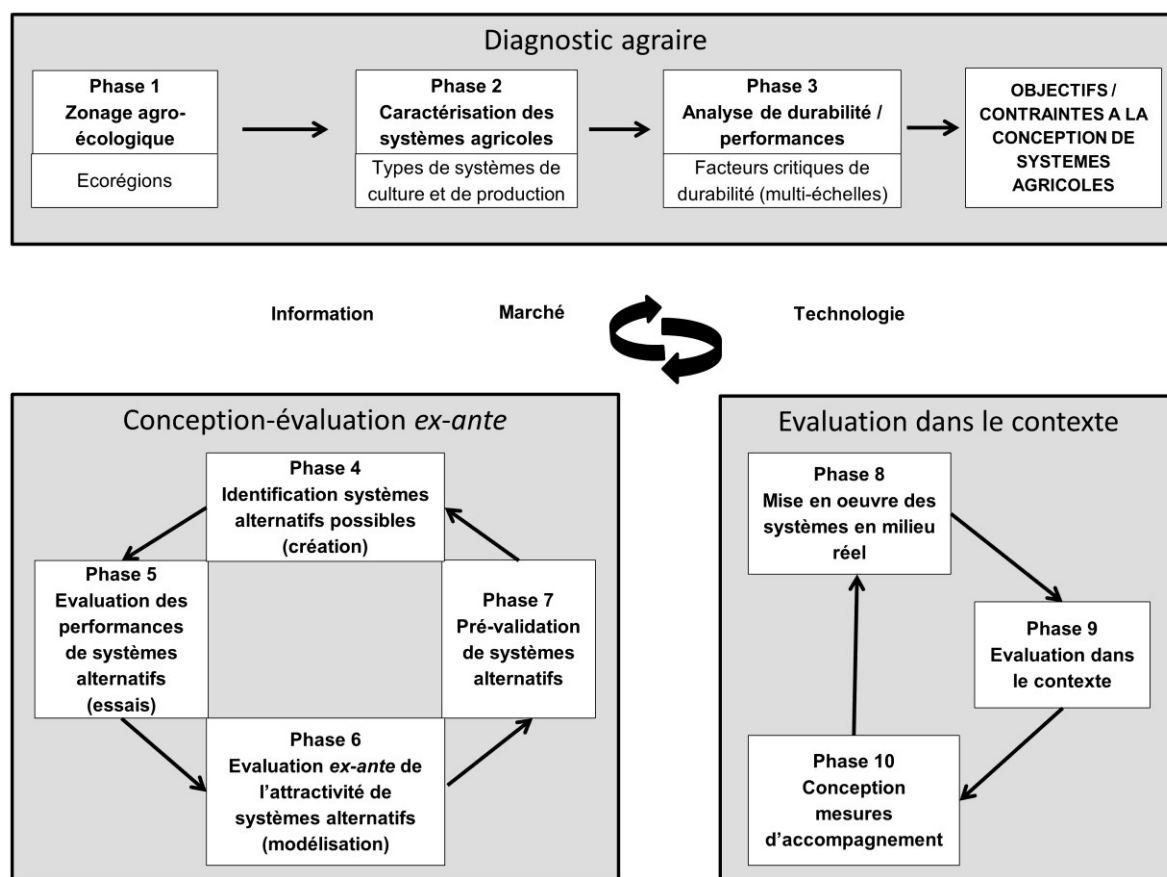 Diagnostic agraire
Phase 1
Zonage agro-
écologique
Ecorégions
Phase 2
Caractérisation des
systèmes agricoles
Types de systèmes de
culture et de production
Phase 3
Analyse de durabilité /
performances
Facteurs critiques de
durabilité (multi-échelles)
OBJECTIFS /
CONTRAINTES A LA
CONCEPTION DE
SYSTEMES
AGRICOLES
Information
Marché
Technologie
Conception-évaluation ex-ante
Phase 4
Identification systèmes
alternatifs possibles
(création)
Phase 5
Evaluation des
performances
de systèmes
alternatifs
(essais)
Phase 6
Evaluation ex-ante de
l’attractivité de
systèmes alternatifs
(modélisation)
Phase 7
Pré-validation
de systèmes
alternatifs
Evaluation dans le contexte
Phase 8
Mise en oeuvre des
systèmes en milieu
réel
Phase 9
Evaluation dans
le contexte
Phase 10
Conception
mesures
d’accompagnement